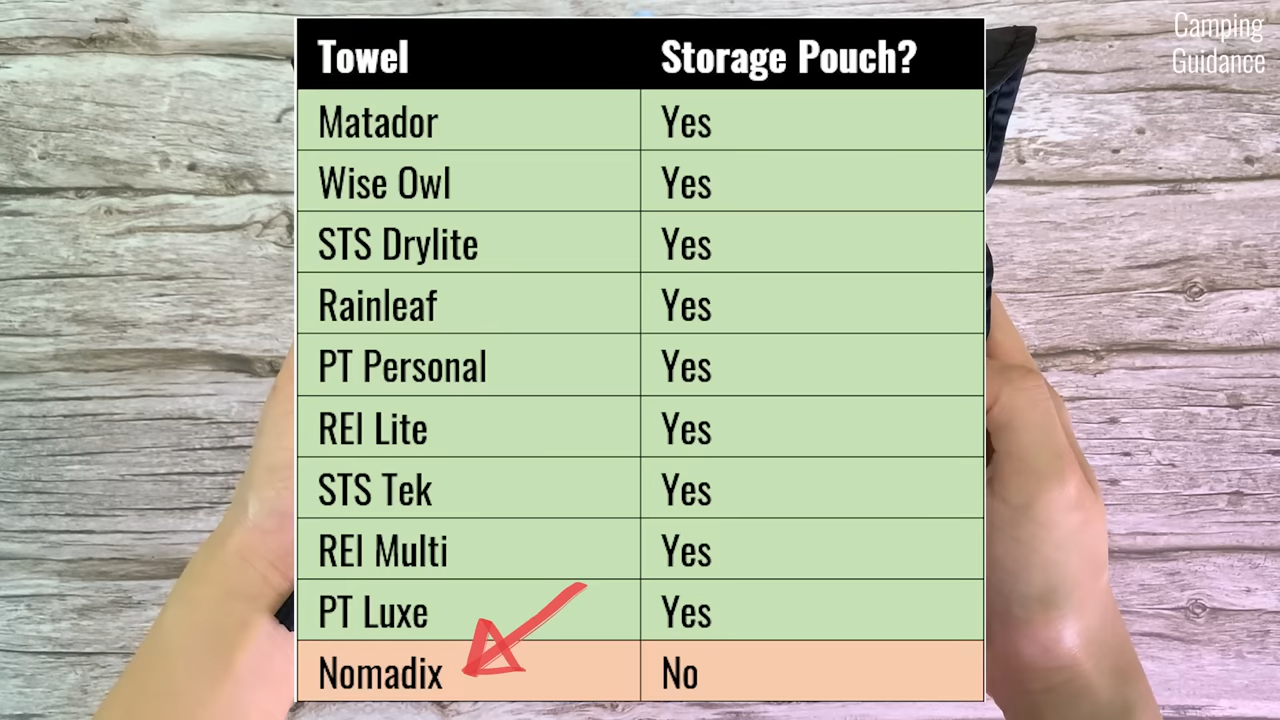 Camping
Guidance
Towel Storage Pouch?
Matador Yes
Wise Owl Yes
STS Drylite Yes
Rainleaf Yes
PT Personal Yes
REI Lite Yes
STS Tek Yes
REI Multi Yes
PT Luxe Yes
Nomadix No